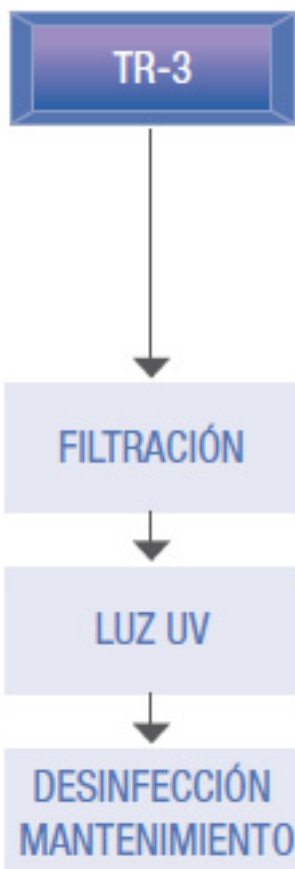 TR-3
FILTRACIÓN
LUZ UV
DESINFECCIÓN
MANTENIMIENTO